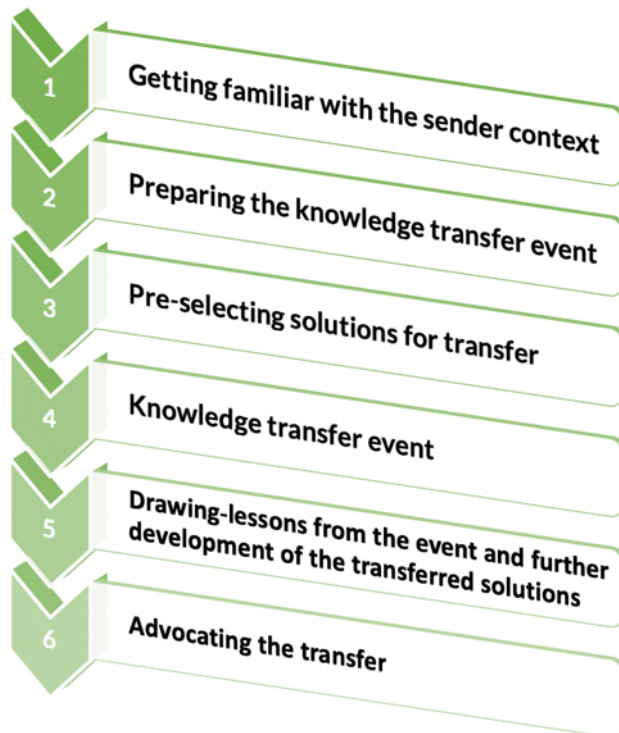 1
Getting familiar with the sender context
2
Preparing the knowledge transfer event
3
Pre-selecting solutions for transfer
4
Knowledge transfer event
5
Drawing-lessons from the event and further
development of the transferred solutions
6
Advocating the transfer